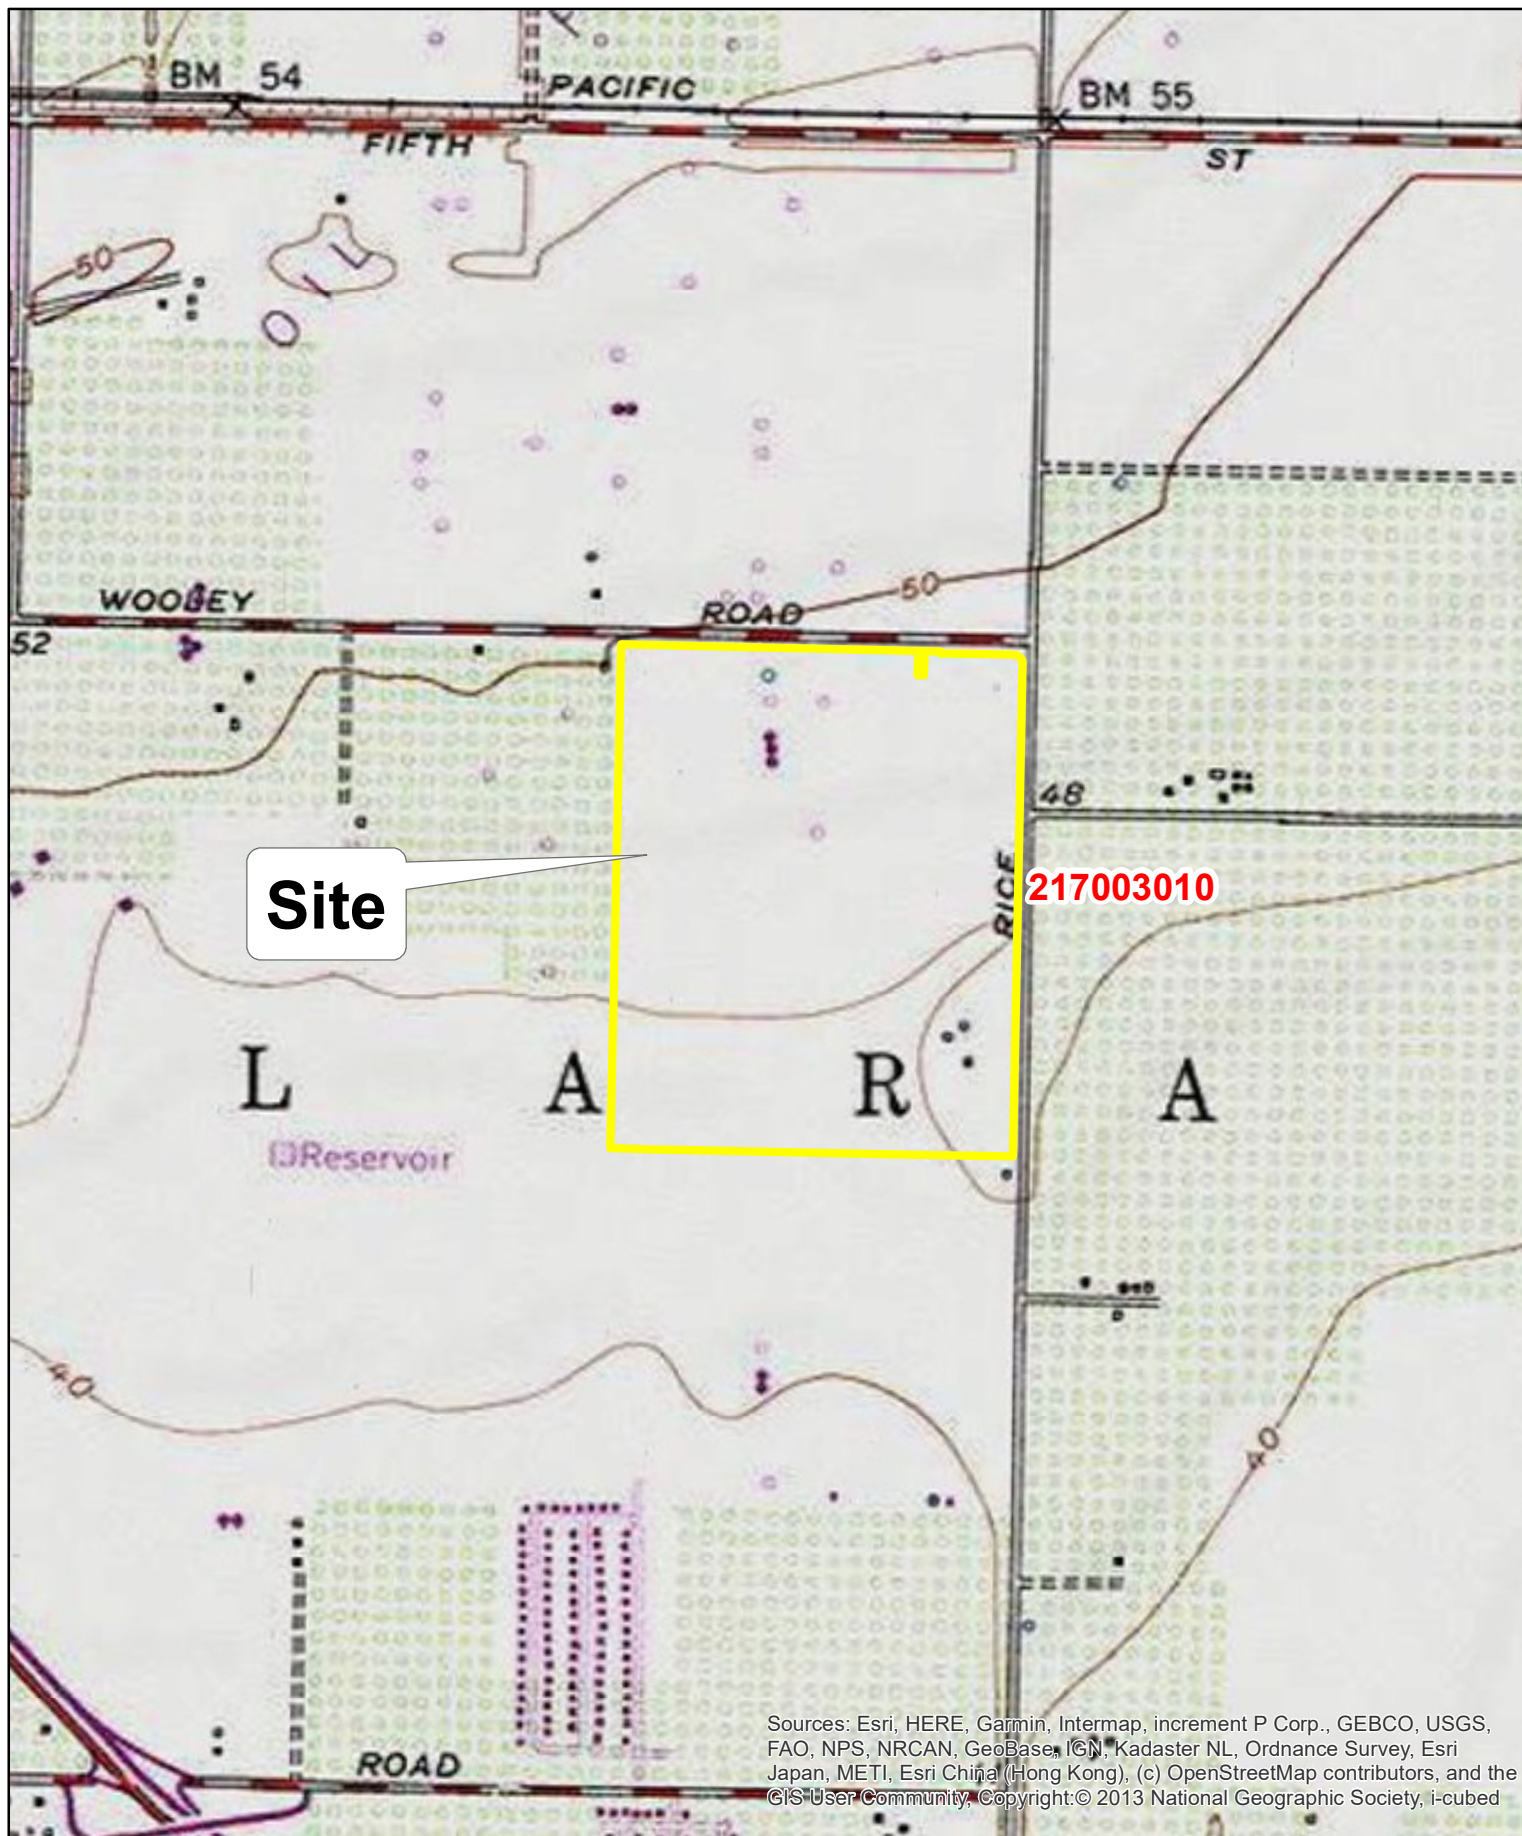 BM 54
PACIFIC
BM 55
FIFTH
ST
50
WOOLEY
ROAD
50
52
48
RICE
217003010
Site
L A R A
Reservoir
40
40
ROAD
Sources: Esri, HERE, Garmin, Intermap, increment P Corp., GEBCO, USGS,
FAO, NPS, NRCAN, GeoBase, IGN, Kadaster NL, Ordnance Survey, Esri
Japan, METI, Esri China (Hong Kong), (c) OpenStreetMap contributors, and the
GIS User Community, Copyright:© 2013 National Geographic Society, i-cubed